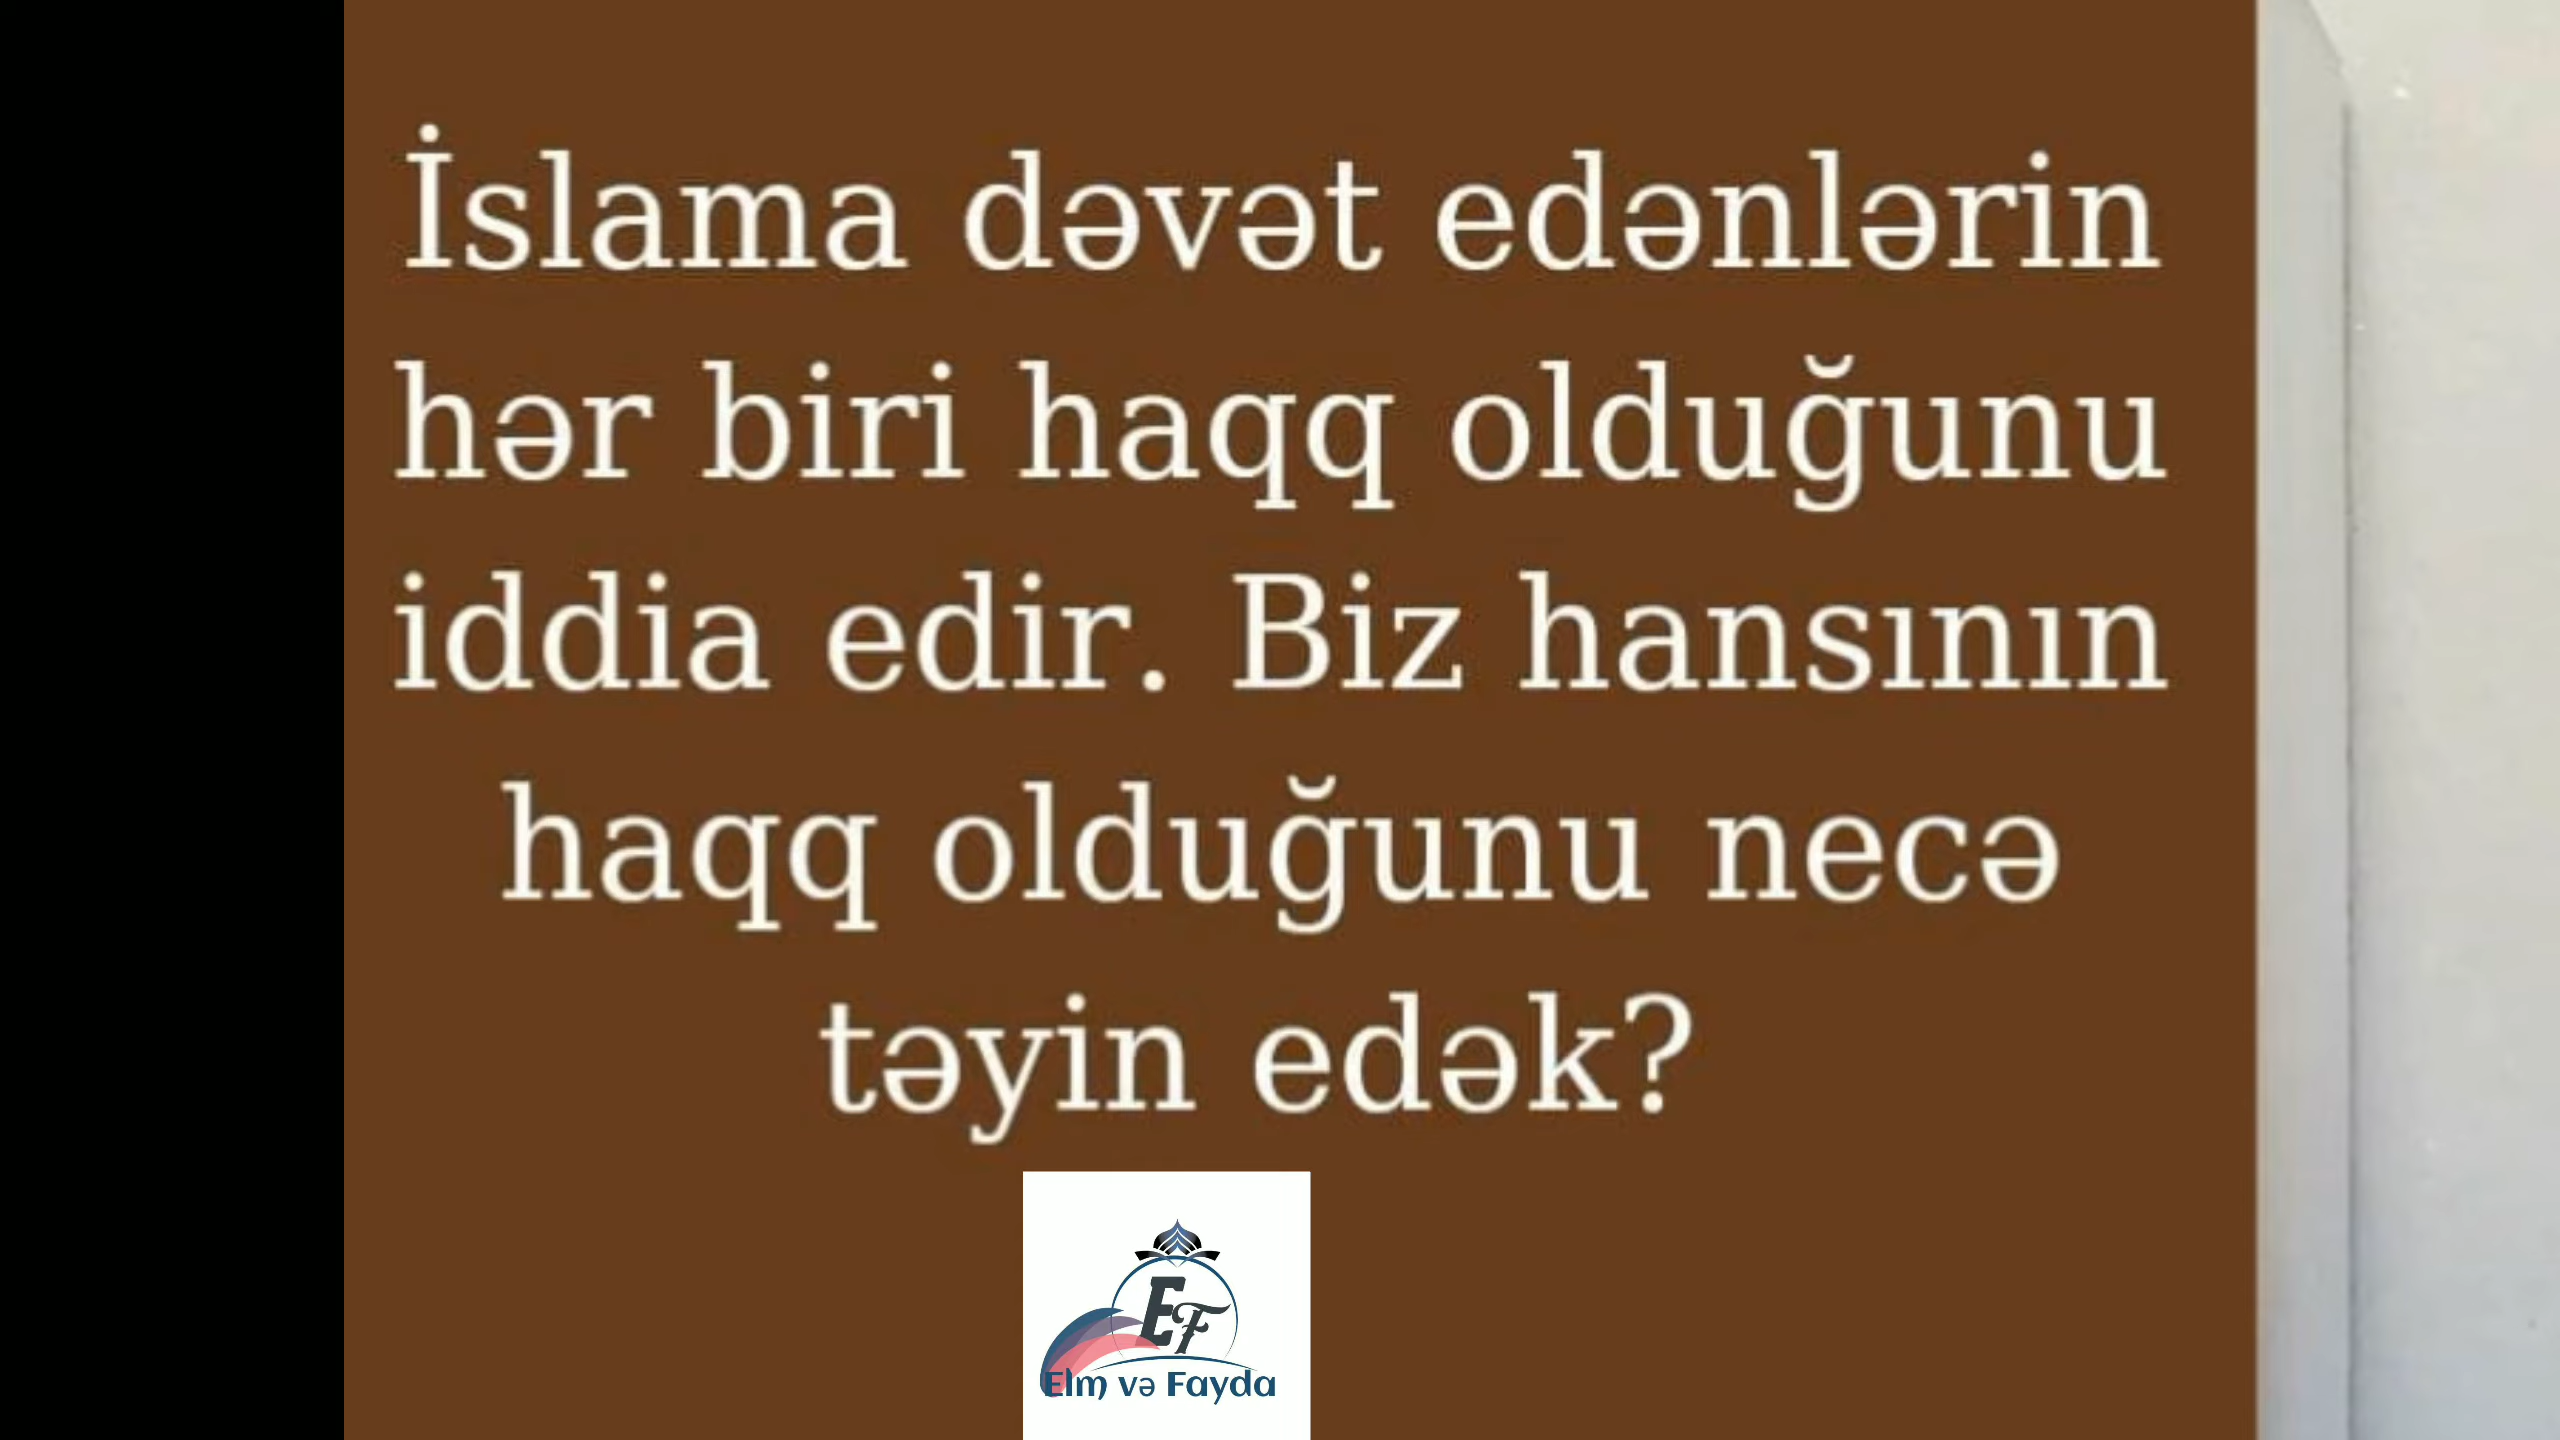 İslama dəvət edənlərin
hər biri haqq olduğunu
iddia edir. Biz hansının
haqq olduğunu necə
təyin edək?
EF
Elm və Fayda